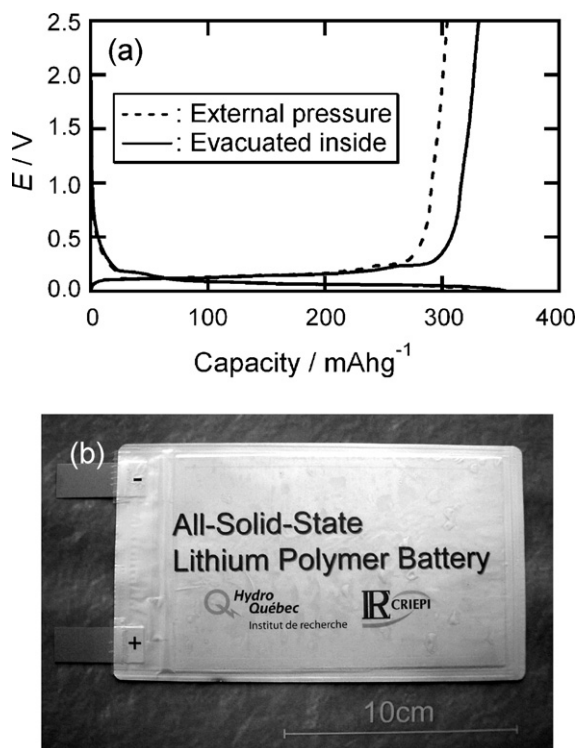 (a)
2.5
2.0
1.5
1.0
0.5
0.0
E / V
: External pressure
: Evacuated inside
0
100
200
300
400
Capacity / mAhg⁻¹
(b)
-
All-Solid-State
Lithium Polymer Battery
Hydro
Québec
Institut de recherche
R CRIEPI
+
10cm